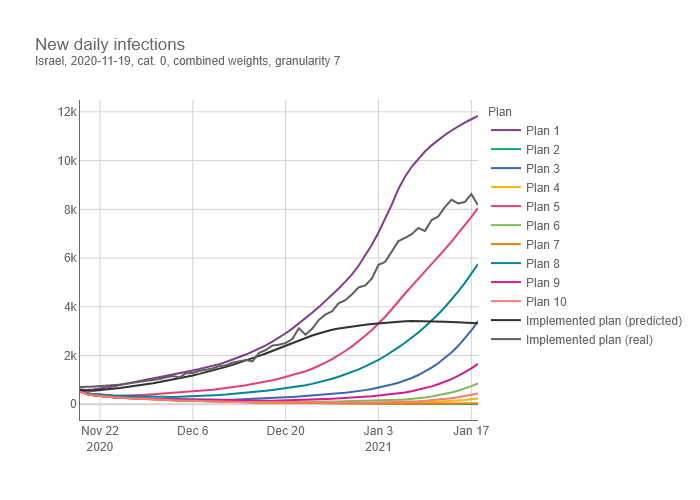 New daily infections
Israel, 2020-11-19, cat. 0, combined weights, granularity 7
12k
10k
8k
6k
4k
2k
0
Nov 22
2020
Dec 6
Dec 20
Jan 3
2021
Jan 17
Plan
Plan 1
Plan 2
Plan 3
Plan 4
Plan 5
Plan 6
Plan 7
Plan 8
Plan 9
Plan 10
Implemented plan (predicted)
Implemented plan (real)